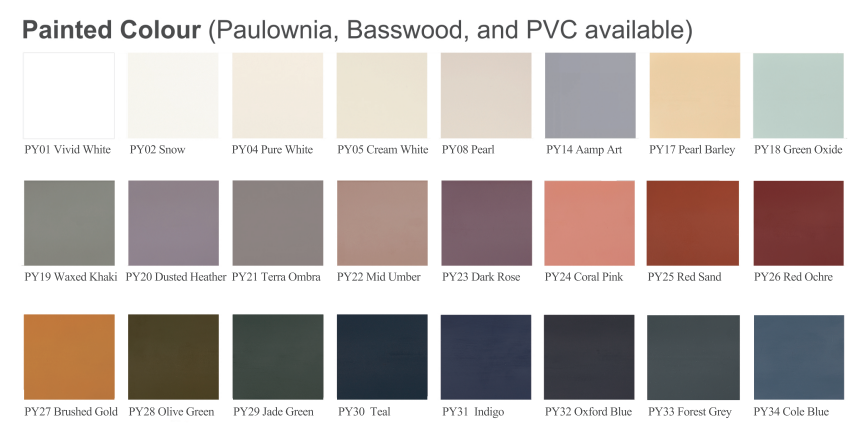 Painted Colour (Paulownia, Basswood, and PVC available)
PY01 Vivid White PY02 Snow PY04 Pure White PY05 Cream White PY08 Pearl PY14 Aamp Art PY17 Pearl Barley PY18 Green Oxide
PY19 Waxed Khaki PY20 Dusted Heather PY21 Terra Ombra PY22 Mid Umber PY23 Dark Rose PY24 Coral Pink PY25 Red Sand PY26 Red Ochre
PY27 Brushed Gold PY28 Olive Green PY29 Jade Green PY30 Teal PY31 Indigo PY32 Oxford Blue PY33 Forest Grey PY34 Cole Blue